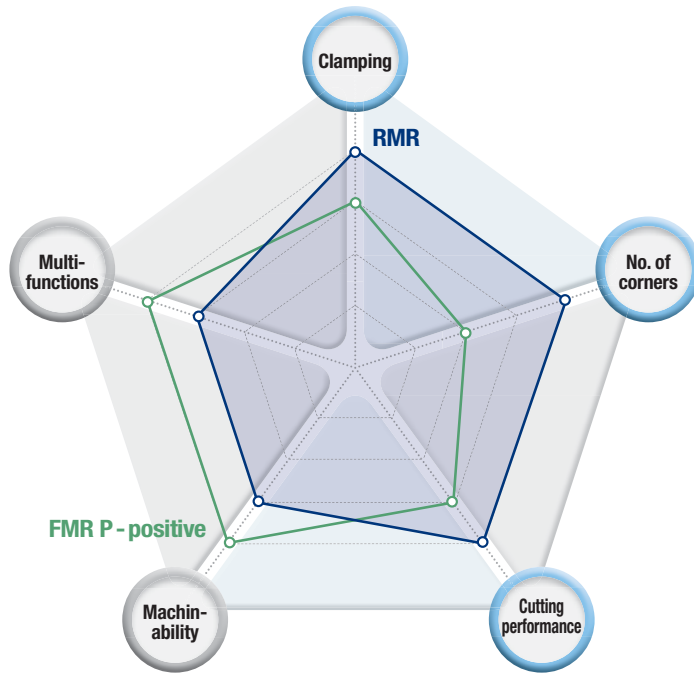 Clamping
RMR
Multi-
functions
No. of
corners
FMR P-positive
Machin-
ability
Cutting
performance